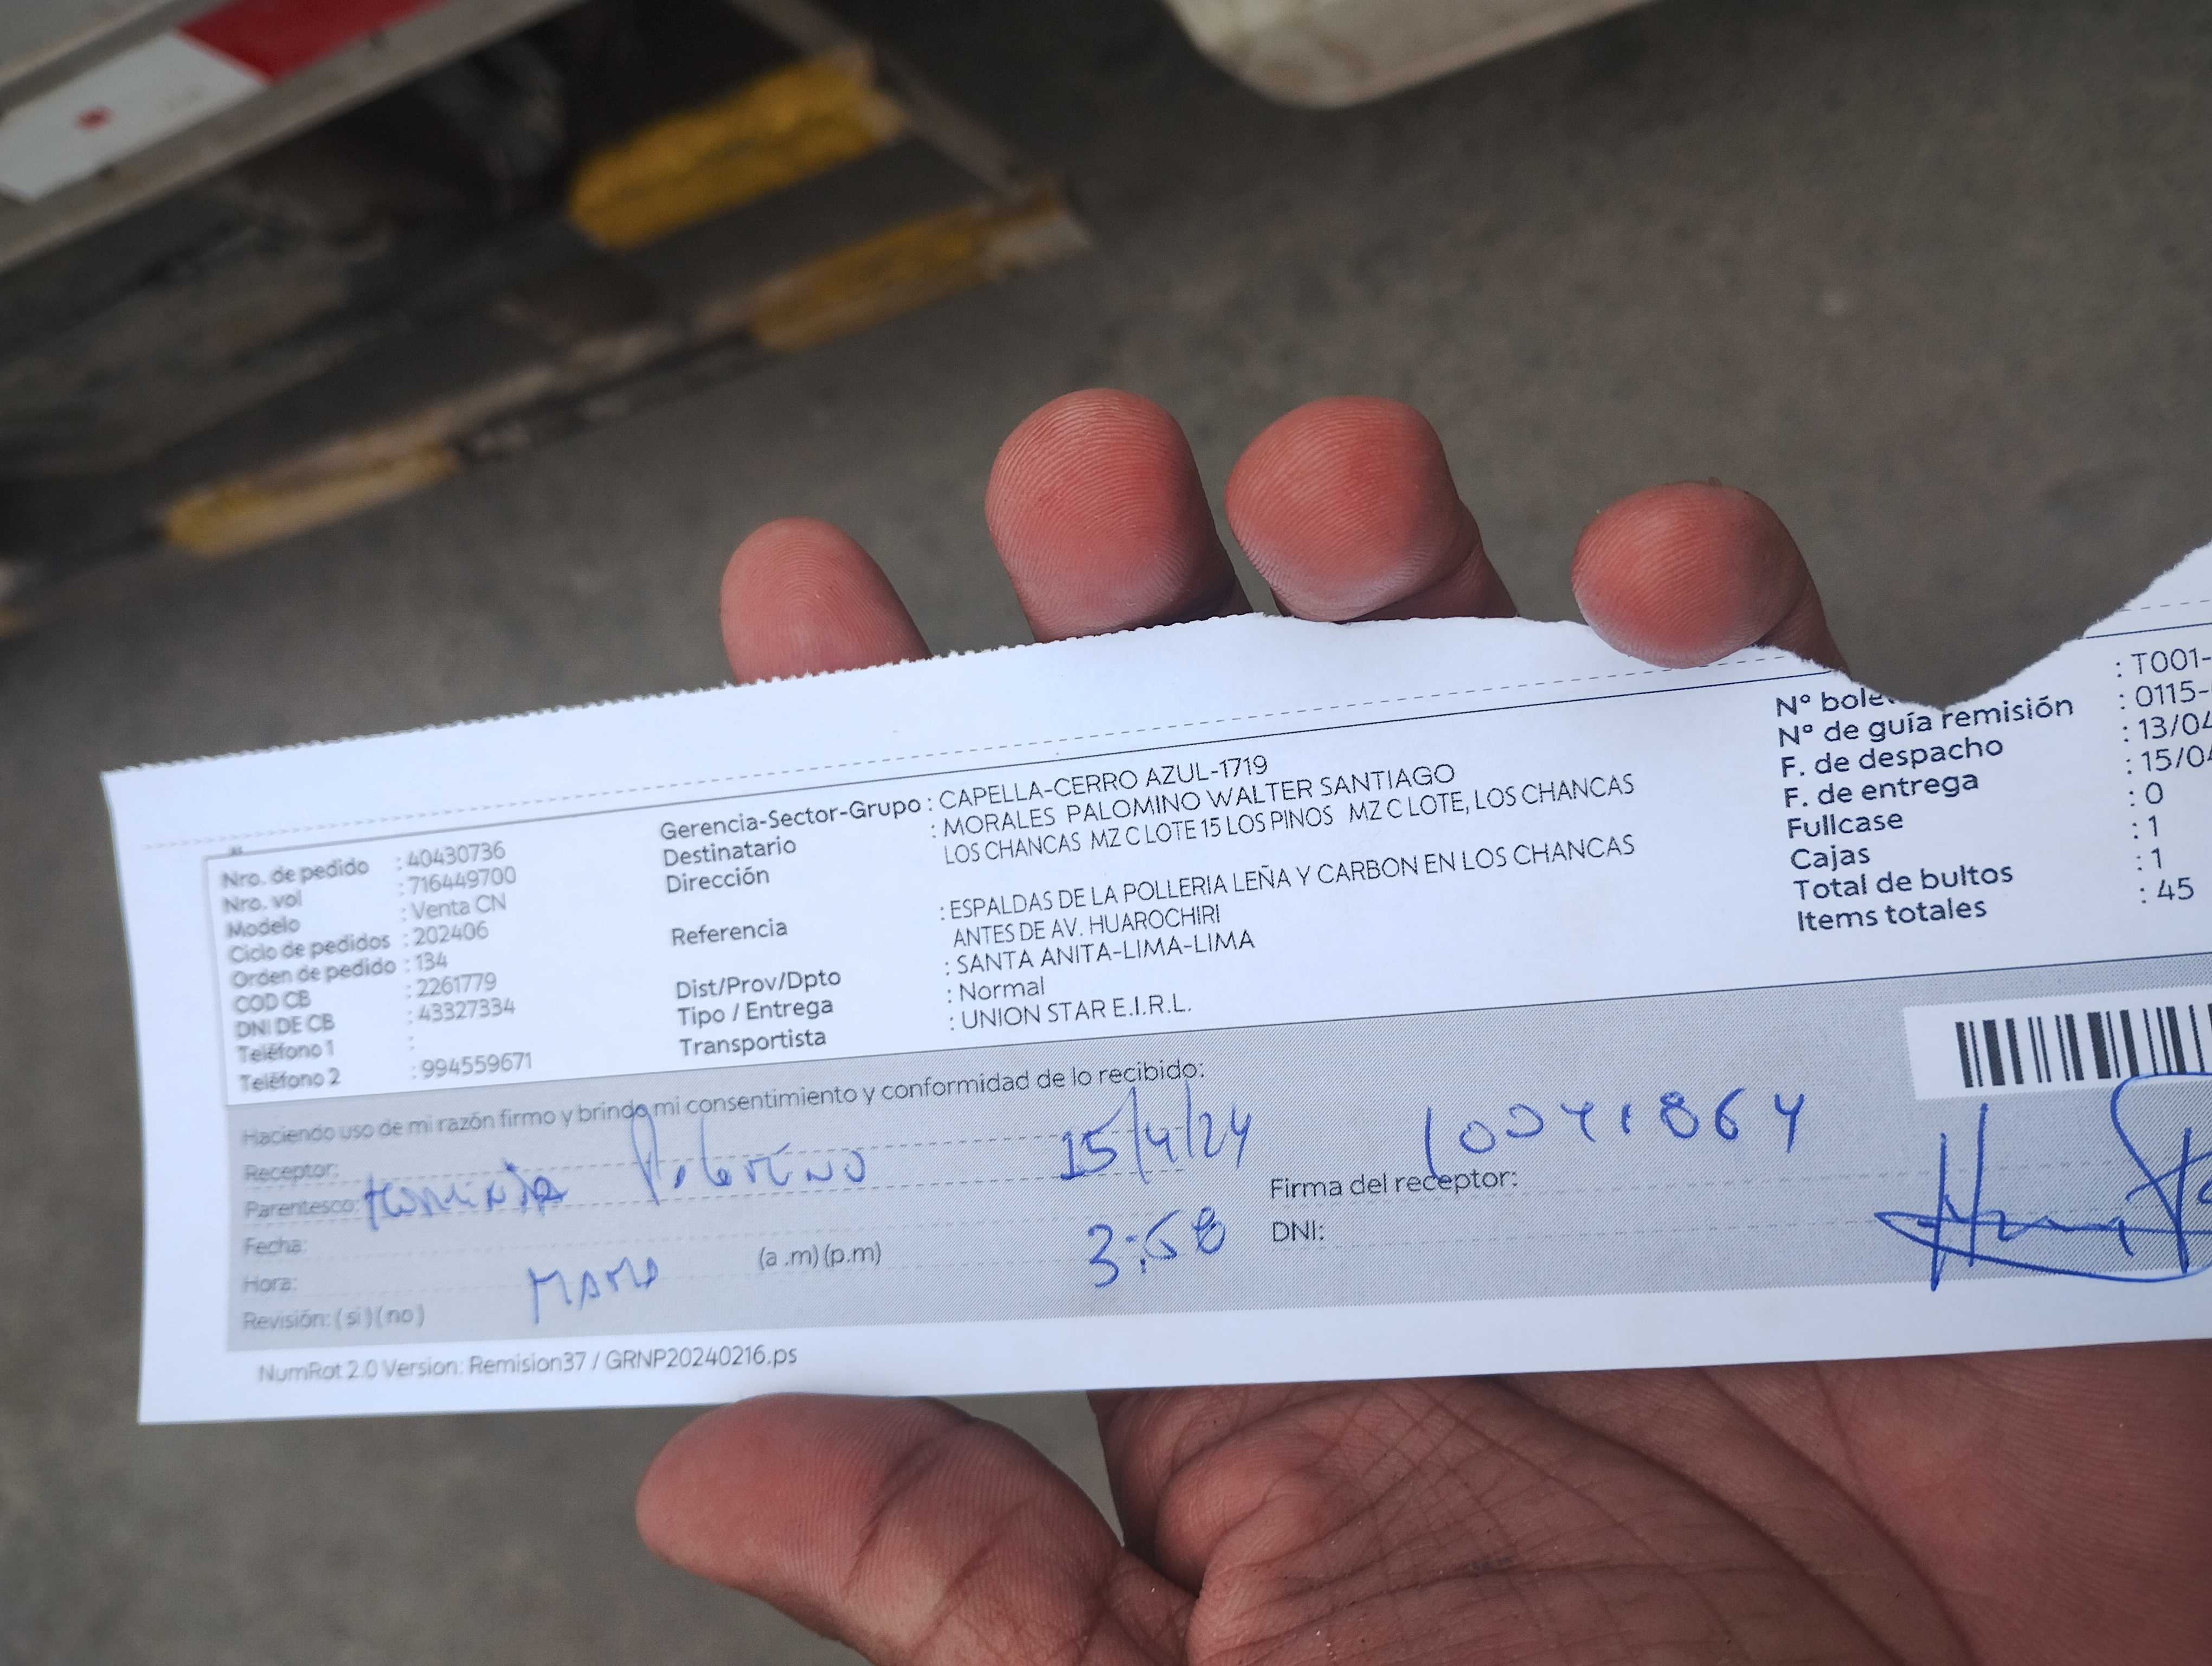 Nro. de pedido : 40430736
Nro. vol : 716449700
Modelo : Venta CN
Ciclo de pedidos : 202406
Orden de pedido : 134
COD CB : 2261779
DNI DE CB : 43327334
Teléfono 1 :
Teléfono 2 : 994559671
Gerencia-Sector-Grupo : CAPELLA-CERRO AZUL-1719
Destinatario : MORALES PALOMINO WALTER SANTIAGO
Dirección LOS CHANCAS MZ C LOTE 15 LOS PINOS MZ C LOTE, LOS CHANCAS
Referencia : ESPALDAS DE LA POLLERIA LEÑA Y CARBON EN LOS CHANCAS
ANTES DE AV. HUAROCHIRI
Dist/Prov/Dpto : SANTA ANITA-LIMA-LIMA
Tipo / Entrega : Normal
Transportista : UNION STAR E.I.R.L.
Nº bole
: T001-
Nº de guía remisión : 0115-
F. de despacho : 13/04
F. de entrega : 15/04
Fullcase : 0
Cajas : 1
Total de bultos : 1
Items totales : 45
Haciendo uso de mi razón firmo y brindo mi consentimiento y conformidad de lo recibido:
Receptor:
Parentesco: 15/4/24
Fecha:
Hora: (a .m) (p.m) 3:58
Revisión: ( si ) ( no )
Firma del receptor:
DNI:
NumRot 2.0 Version: Remision37 / GRNP20240216.ps